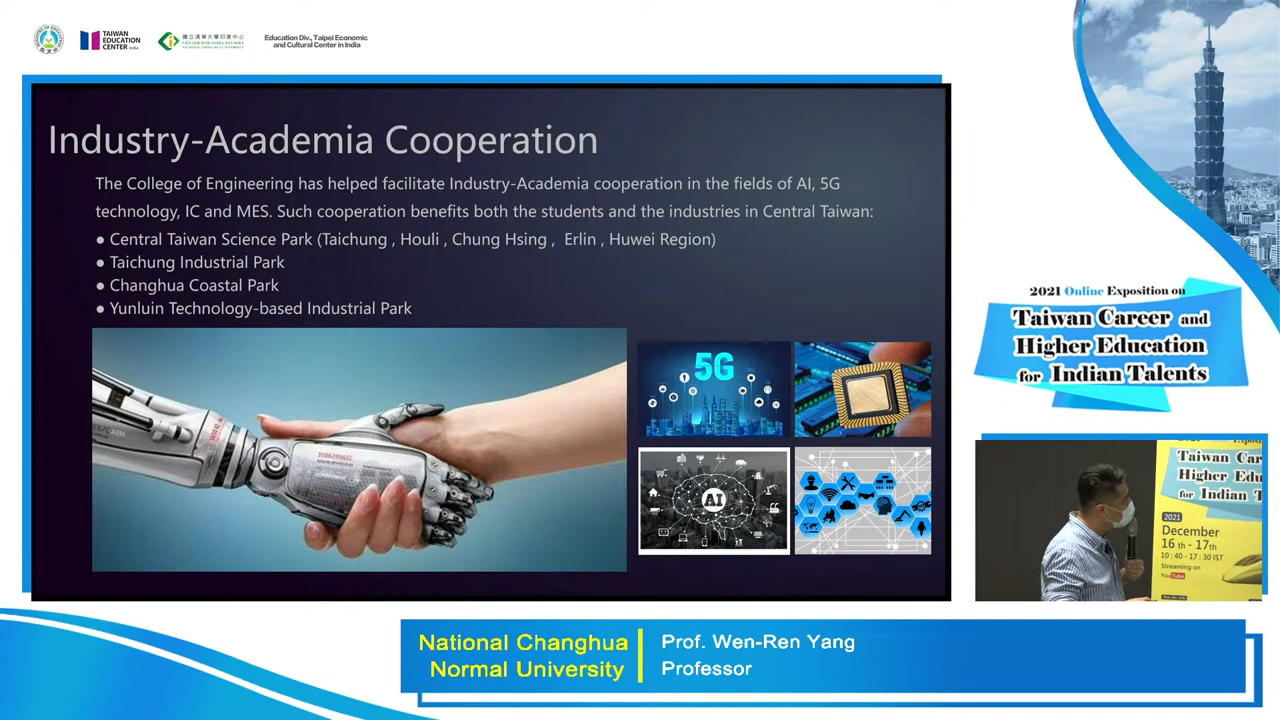 TAIWAN
EDUCATION
CENTER India
國立清華大學印度中心
CENTER FOR INDIA STUDIES
NATIONAL TSING HUA UNIVERSITY
Education Div., Taipei Economic
and Cultural Center in India
Industry-Academia Cooperation
The College of Engineering has helped facilitate Industry-Academia cooperation in the fields of AI, 5G
technology, IC and MES. Such cooperation benefits both the students and the industries in Central Taiwan:
● Central Taiwan Science Park (Taichung , Houli , Chung Hsing , Erlin , Huwei Region)
● Taichung Industrial Park
● Changhua Coastal Park
● Yunluin Technology-based Industrial Park
5G
AI
2021 Online Exposition on
Taiwan Career and
Higher Education
for Indian Talents
Taiwan Car
Higher Edu
for Indian T
2021
December
16 th - 17th
10 : 40 - 17 : 30 IST
Streaming on
YouTube
National Changhua
Normal University
Prof. Wen-Ren Yang
Professor